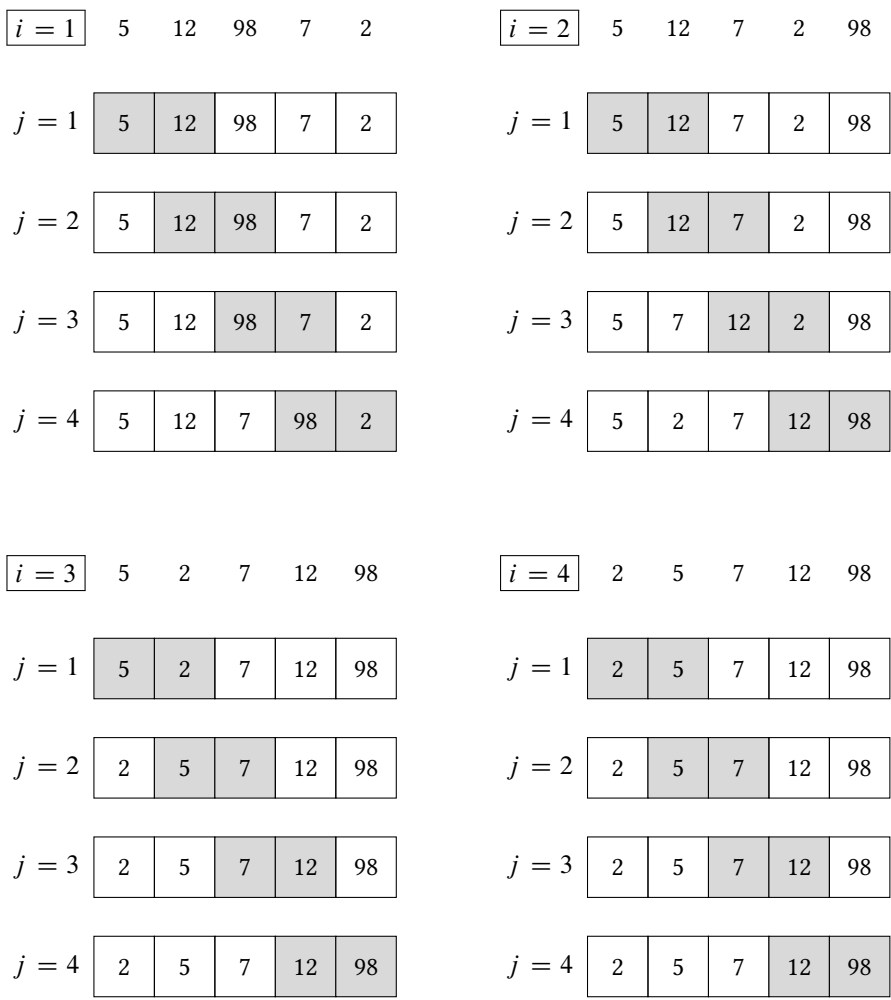 i = 1 5 12 98 7 2
j = 1 5 12 98 7 2
j = 2 5 12 98 7 2
j = 3 5 12 98 7 2
j = 4 5 12 7 98 2
i = 2 5 12 7 2 98
j = 1 5 12 7 2 98
j = 2 5 12 7 2 98
j = 3 5 7 12 2 98
j = 4 5 2 7 12 98
i = 3 5 2 7 12 98
j = 1 5 2 7 12 98
j = 2 2 5 7 12 98
j = 3 2 5 7 12 98
j = 4 2 5 7 12 98
i = 4 2 5 7 12 98
j = 1 2 5 7 12 98
j = 2 2 5 7 12 98
j = 3 2 5 7 12 98
j = 4 2 5 7 12 98